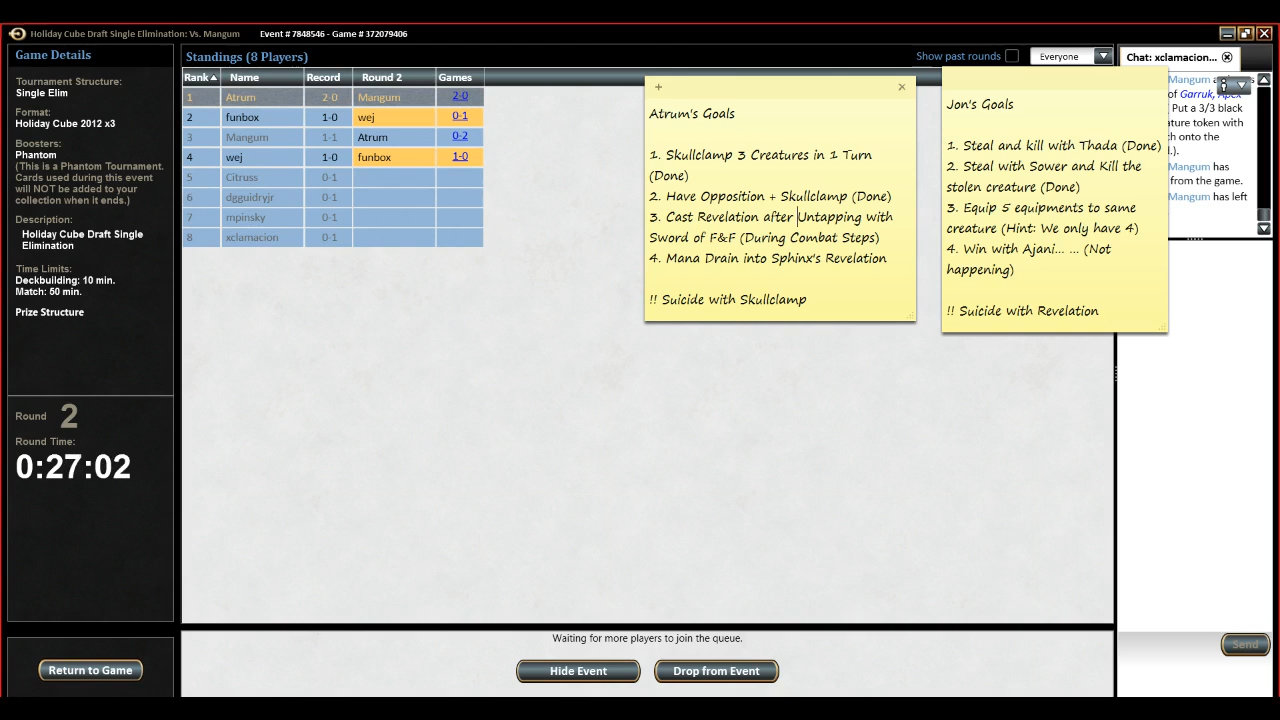 Holiday Cube Draft Single Elimination: Vs. Mangum Event # 7848546 - Game # 372079406
Game Details
Tournament Structure:
Single Elim
Format:
Holiday Cube 2012 x3
Boosters:
Phantom
(This is a Phantom Tournament.
Cards used during this event
will NOT be added to your
collection when it ends.)
Description:
Holiday Cube Draft Single
Elimination
Time Limits:
Deckbuilding: 10 min.
Match: 50 min.
Prize Structure
Round 2
Round Time:
0:27:02
Return to Game
Standings (8 Players)
Show past rounds
Everyone
Rank Name Record Round 2 Games
1 Atrum 2-0 Mangum 2-0
2 funbox 1-0 wej 0-1
3 Mangum 1-1 Atrum 0-2
4 wej 1-0 funbox 1-0
5 Citruss 0-1
6 dgguidryjr 0-1
7 mpinsky 0-1
8 xclamacion 0-1
+ ×
Atrum's Goals
1. Skullclamp 3 Creatures in 1 Turn
(Done)
2. Have Opposition + Skullclamp (Done)
3. Cast Revelation after Untapping with
Sword of F&F (During Combat Steps)
4. Mana Drain into Sphinx's Revelation
!! Suicide with Skullclamp
Jon's Goals
1. Steal and kill with Thada (Done)
2. Steal with Sower and Kill the
stolen creature (Done)
3. Equip 5 equipments to same
creature (Hint: We only have 4)
4. Win with Ajani... ... (Not
happening)
!! Suicide with Revelation
Chat: xclamacion...
Mangum
of Garruk, Apex
Put a 3/3 black
ature token with
h onto the
Mangum has
from the game.
Mangum has left
Send
Waiting for more players to join the queue.
Hide Event
Drop from Event